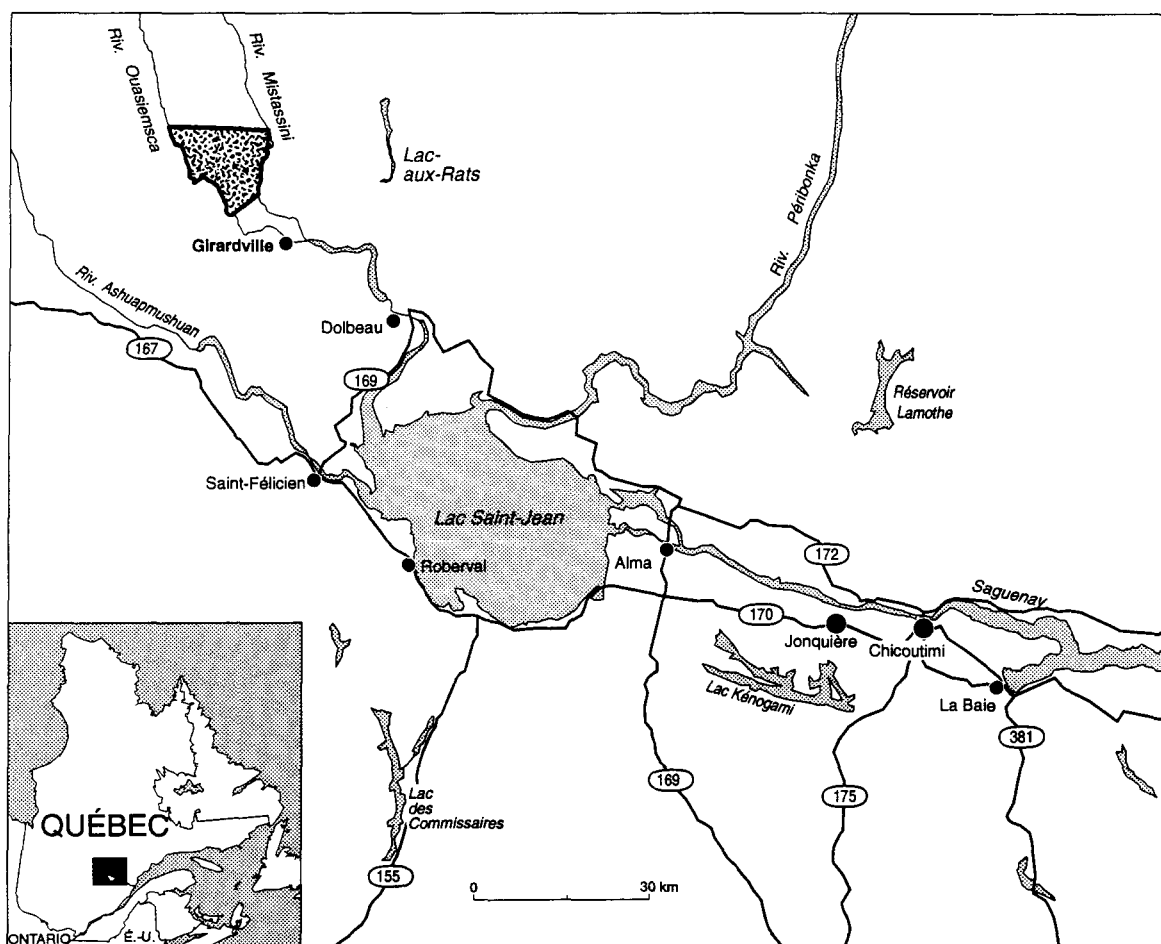 Riv. Ouasiemsca
Riv. Mistassini
Lac-
aux-Rats
Riv. Péribonka
Girardville
Riv. Ashuapmushuan
Dolbeau
167
169
Réservoir
Lamothe
Saint-Félicien
Lac Saint-Jean
Roberval
Alma
172
Saguenay
170
Jonquière
Chicoutimi
Lac Kénogami
La Baie
381
169
175
Lac
des
Commissaires
155
0 30 km
QUÉBEC
ONTARIO
É.-U.